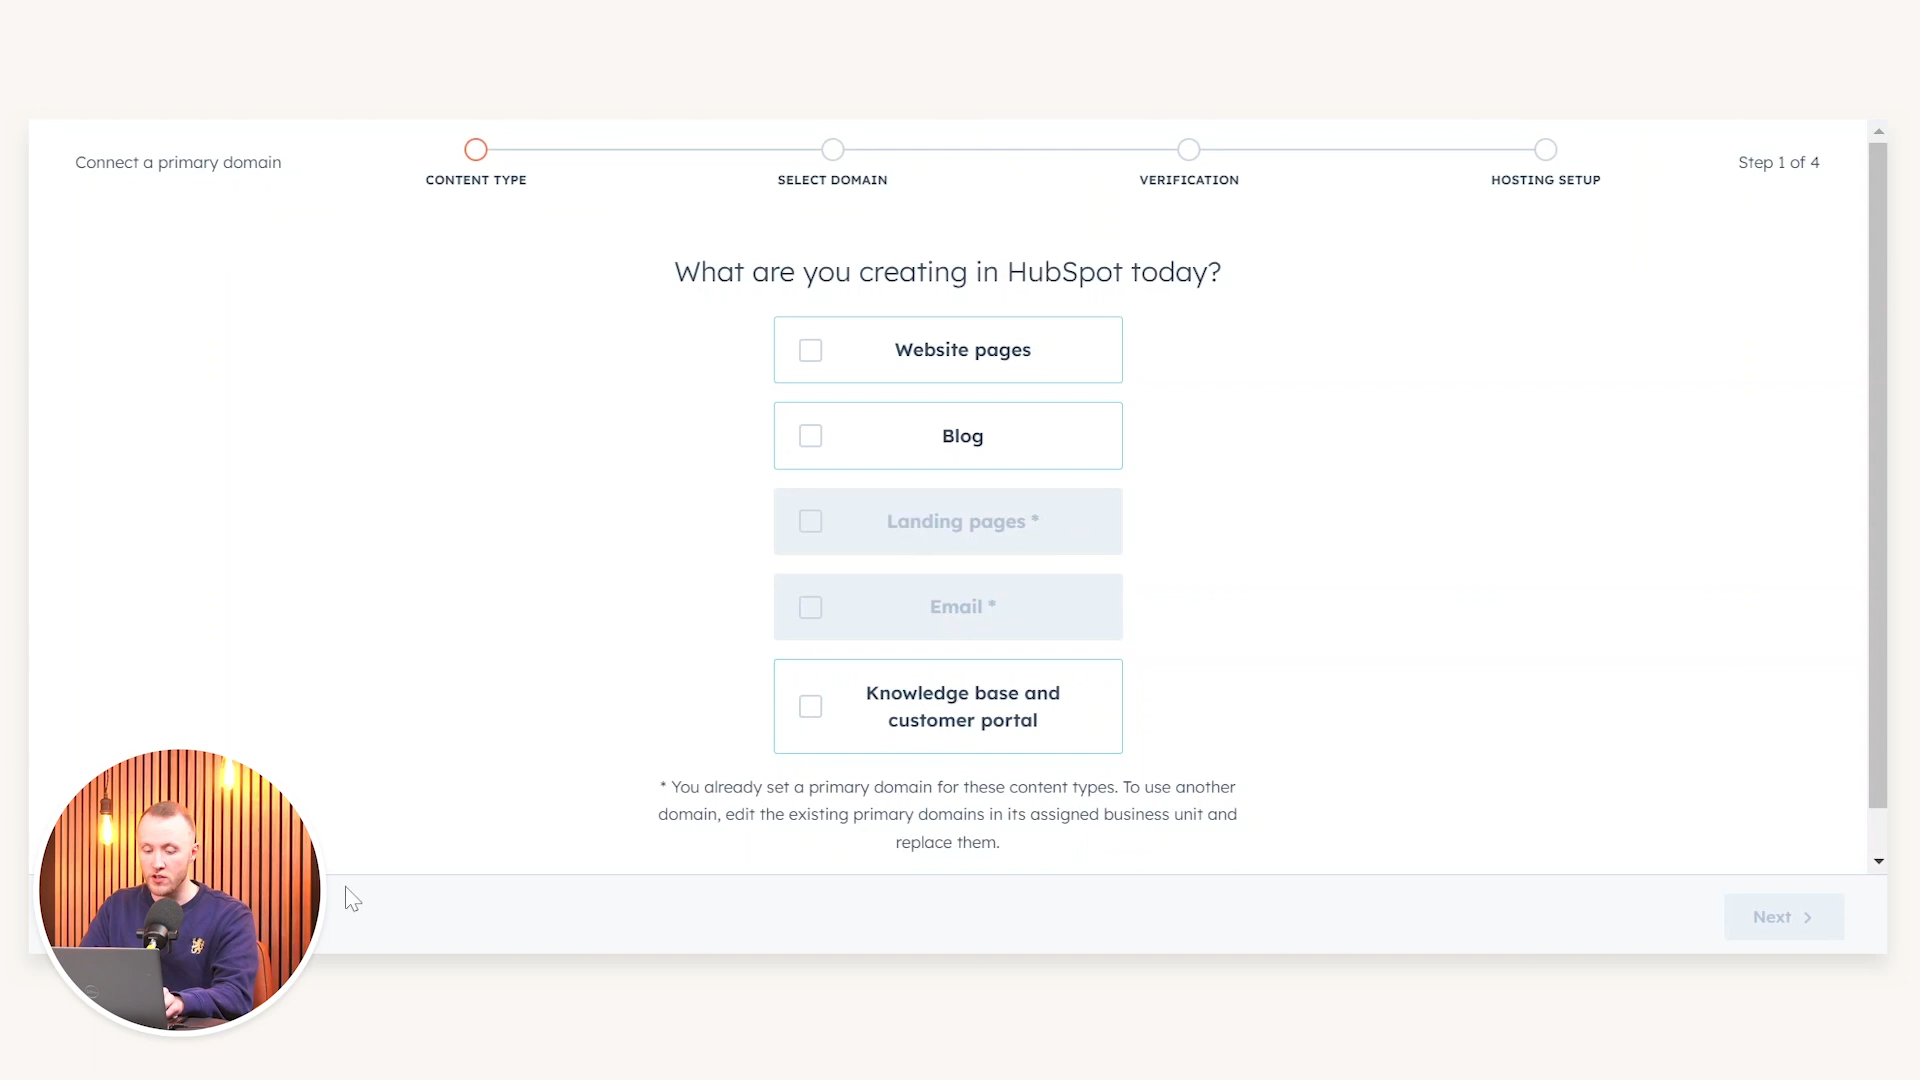 Connect a primary domain
CONTENT TYPE
SELECT DOMAIN
VERIFICATION
HOSTING SETUP
Step 1 of 4
What are you creating in HubSpot today?
Website pages
Blog
Landing pages *
Email *
Knowledge base and
customer portal
* You already set a primary domain for these content types. To use another
domain, edit the existing primary domains in its assigned business unit and
replace them.
Next